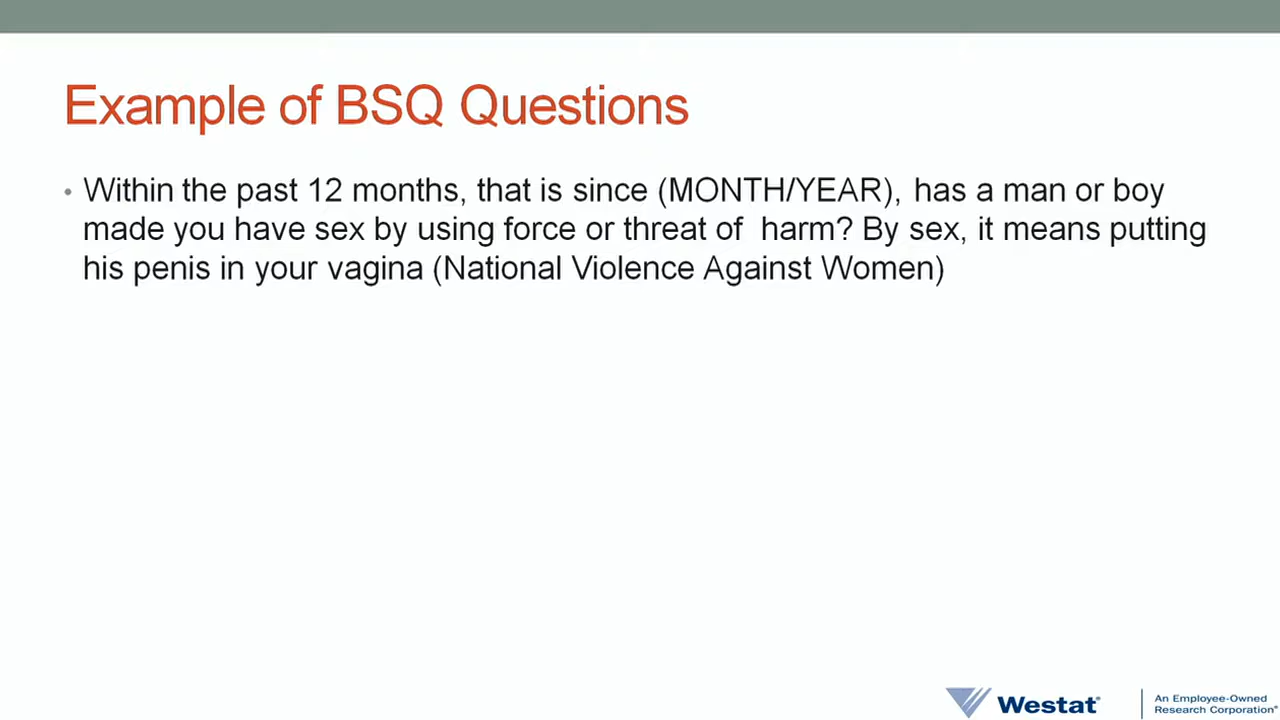 Example of BSQ Questions
• Within the past 12 months, that is since (MONTH/YEAR), has a man or boy
made you have sex by using force or threat of  harm? By sex, it means putting
his penis in your vagina (National Violence Against Women)
Westat®
An Employee-Owned
Research Corporation®